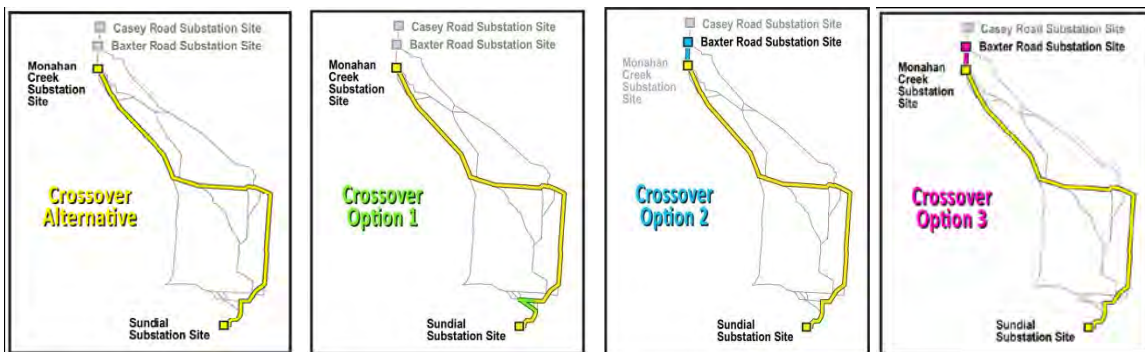 Casey Road Substation Site
Baxter Road Substation Site
Monahan
Creek
Substation
Site
Crossover
Alternative
Sundial
Substation Site
Casey Road Substation Site
Baxter Road Substation Site
Monahan
Creek
Substation
Site
Crossover
Option 1
Sundial
Substation Site
Casey Road Substation Site
Baxter Road Substation Site
Monahan
Creek
Substation
Site
Crossover
Option 2
Sundial
Substation Site
Casey Road Substation Site
Baxter Road Substation Site
Monahan
Creek
Substation
Site
Crossover
Option 3
Sundial
Substation Site